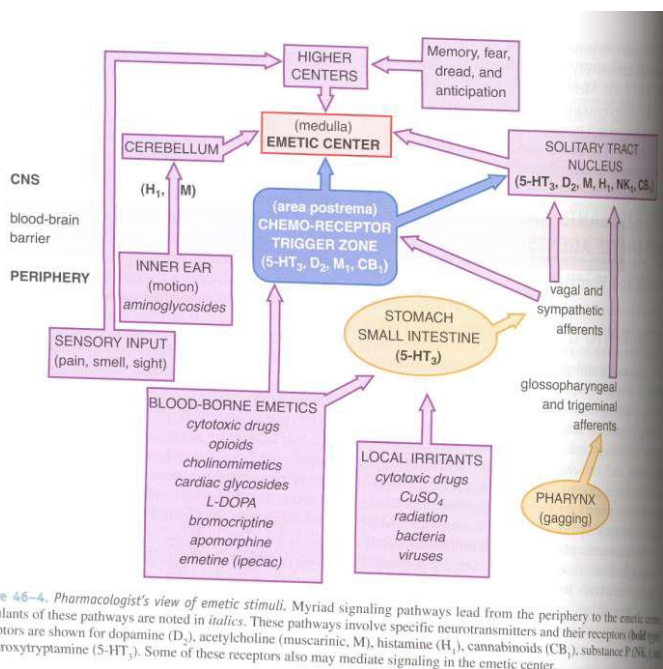 HIGHER
CENTERS
Memory, fear,
dread, and
anticipation
(medulla)
EMETIC CENTER
CEREBELLUM
SOLITARY TRACT
NUCLEUS
(5-HT₃, D₂, M, H₁, NK₁, CB₁)
CNS
(H₁, M)
blood-brain
barrier
(area postrema)
CHEMO-RECEPTOR
TRIGGER ZONE
(5-HT₃, D₂, M₁, CB₁)
PERIPHERY
INNER EAR
(motion)
aminoglycosides
vagal and
sympathetic
afferents
STOMACH
SMALL INTESTINE
(5-HT₃)
SENSORY INPUT
(pain, smell, sight)
glossopharyngeal
and trigeminal
afferents
BLOOD-BORNE EMETICS
cytotoxic drugs
opioids
cholinomimetics
cardiac glycosides
L-DOPA
bromocriptine
apomorphine
emetine (ipecac)
LOCAL IRRITANTS
cytotoxic drugs
CuSO₄
radiation
bacteria
viruses
PHARYNX
(gagging)
46–4. Pharmacologist's view of emetic stimuli. Myriad signaling pathways lead from the periphery to the emetic
of these pathways are noted in italics. These pathways involve specific neurotransmitters and their receptors (bold
are shown for dopamine (D₂), acetylcholine (muscarinic, M), histamine (H₁), cannabinoids (CB₁), substance P (NK₁),
(5-HT₃). Some of these receptors also may mediate signaling in the emetic center.